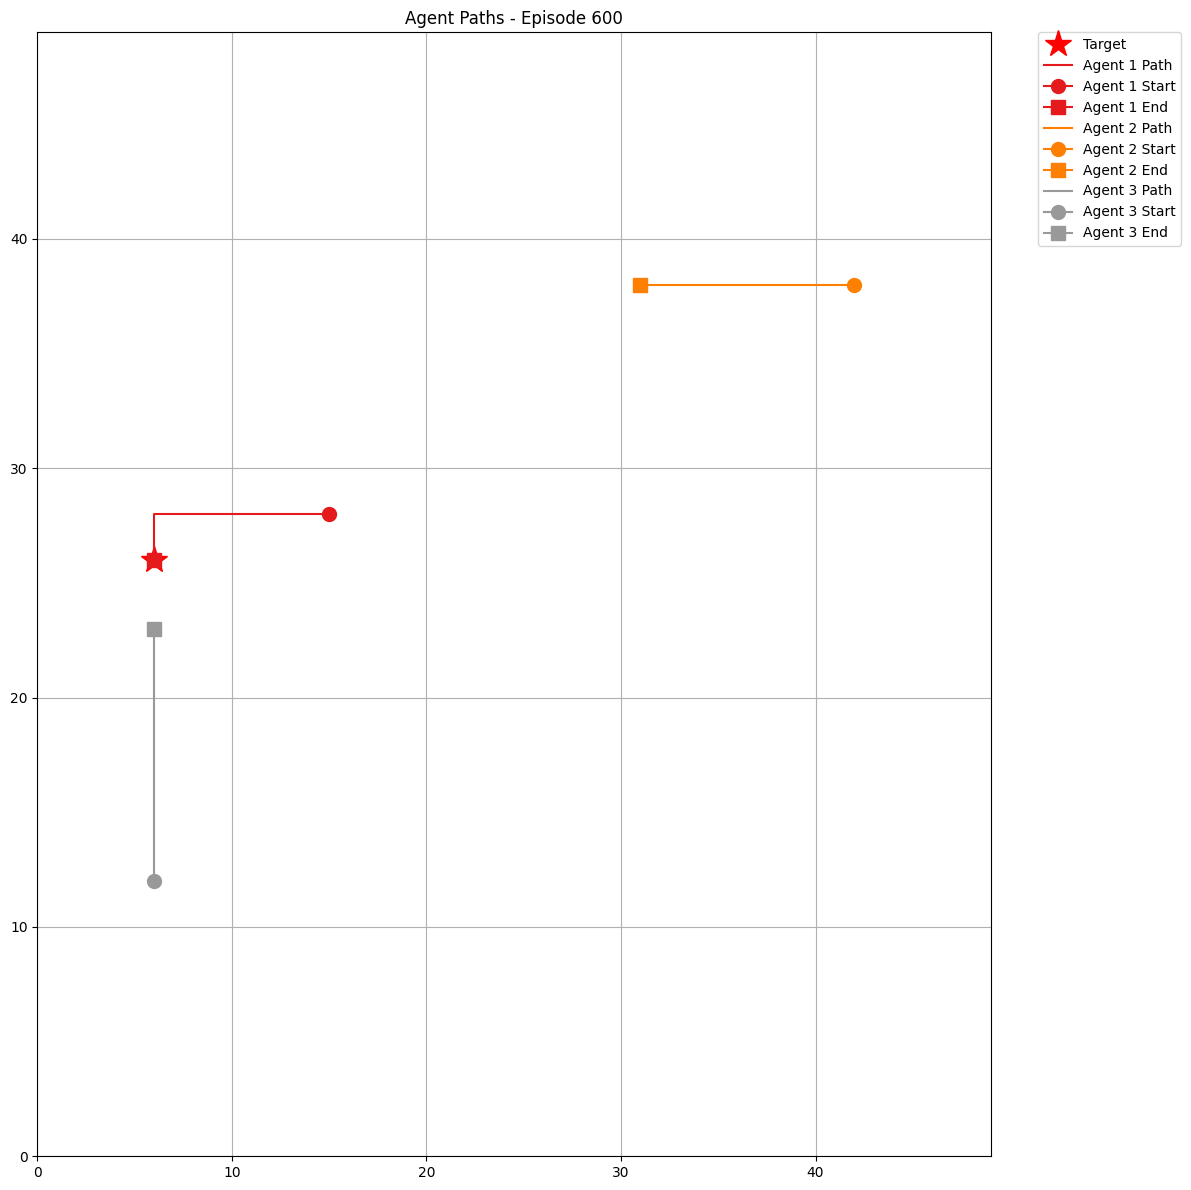 Agent Paths - Episode 600
Target
Agent 1 Path
Agent 1 Start
Agent 1 End
Agent 2 Path
Agent 2 Start
Agent 2 End
Agent 3 Path
Agent 3 Start
Agent 3 End
40
30
20
10
0
0 10 20 30 40